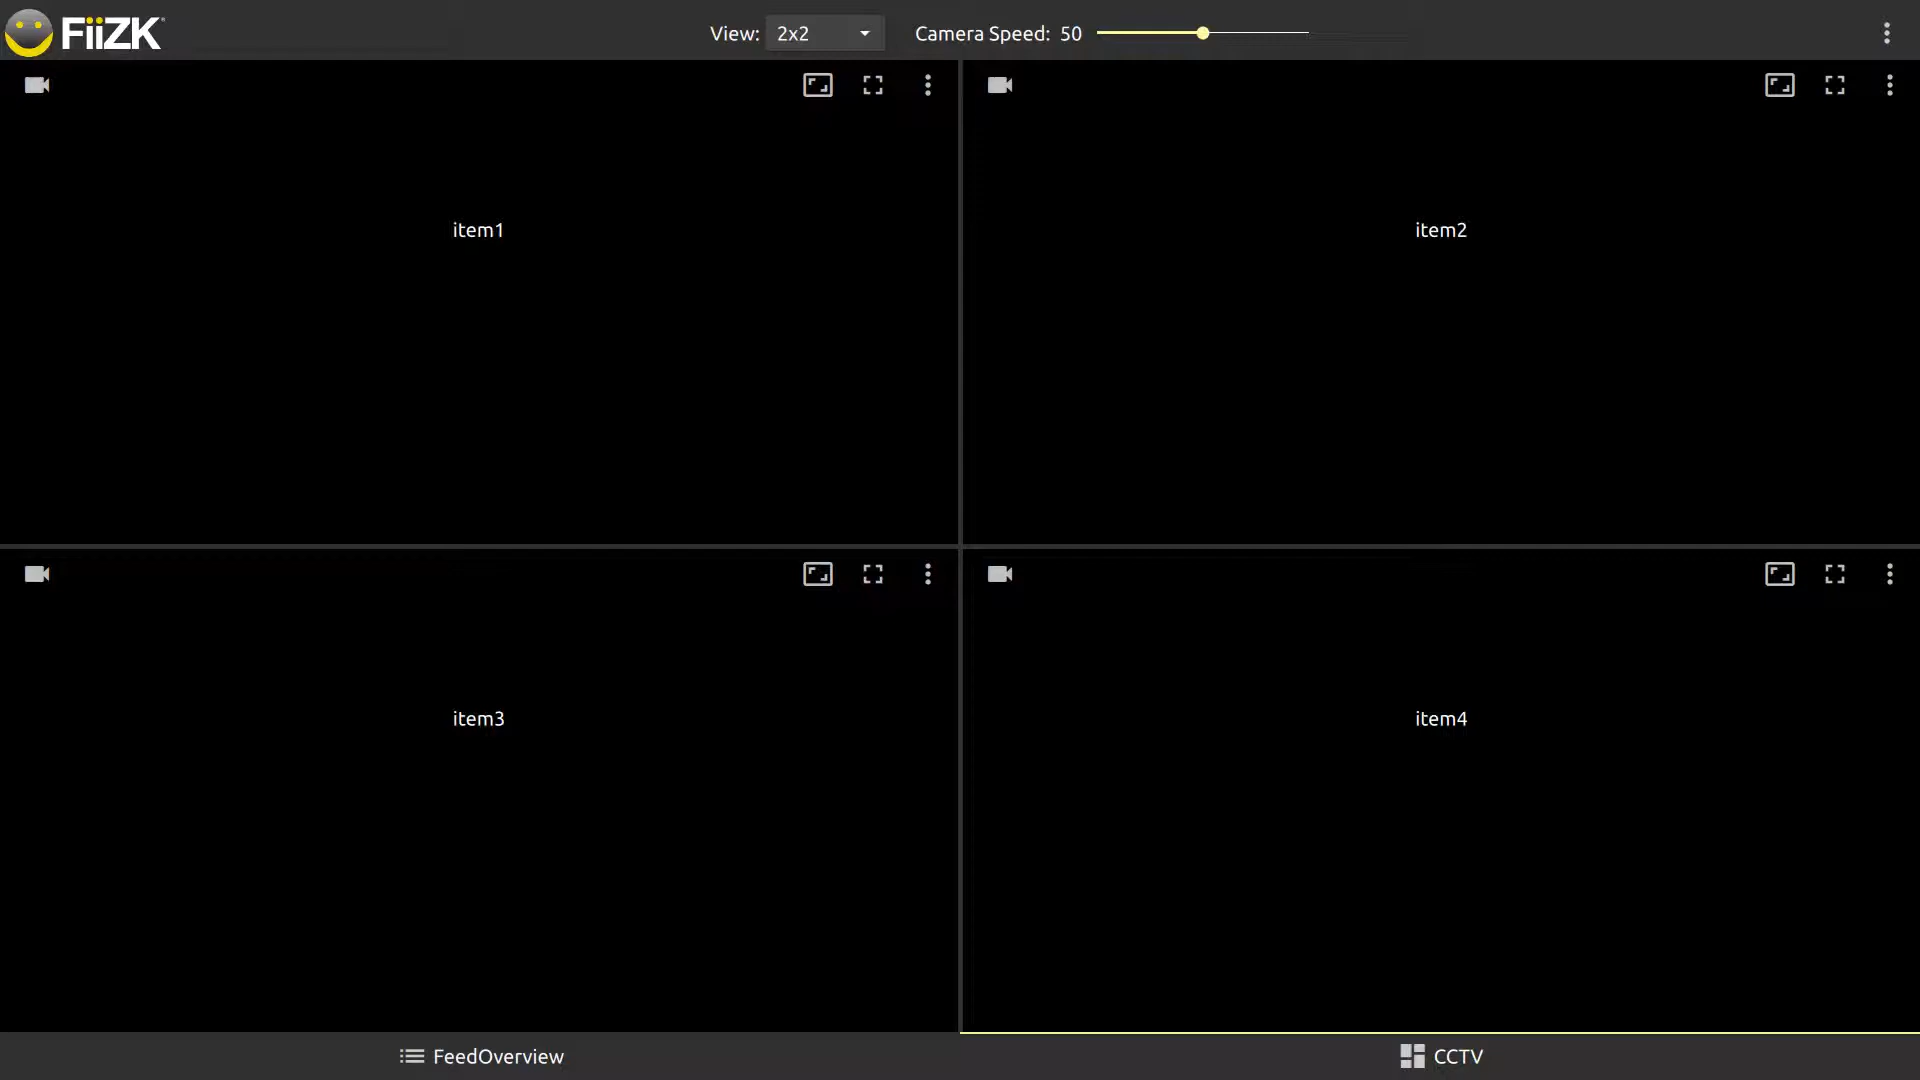 FiiZK
View: 2x2 Camera Speed: 50
item1
item2
item3
item4
FeedOverview
CCTV